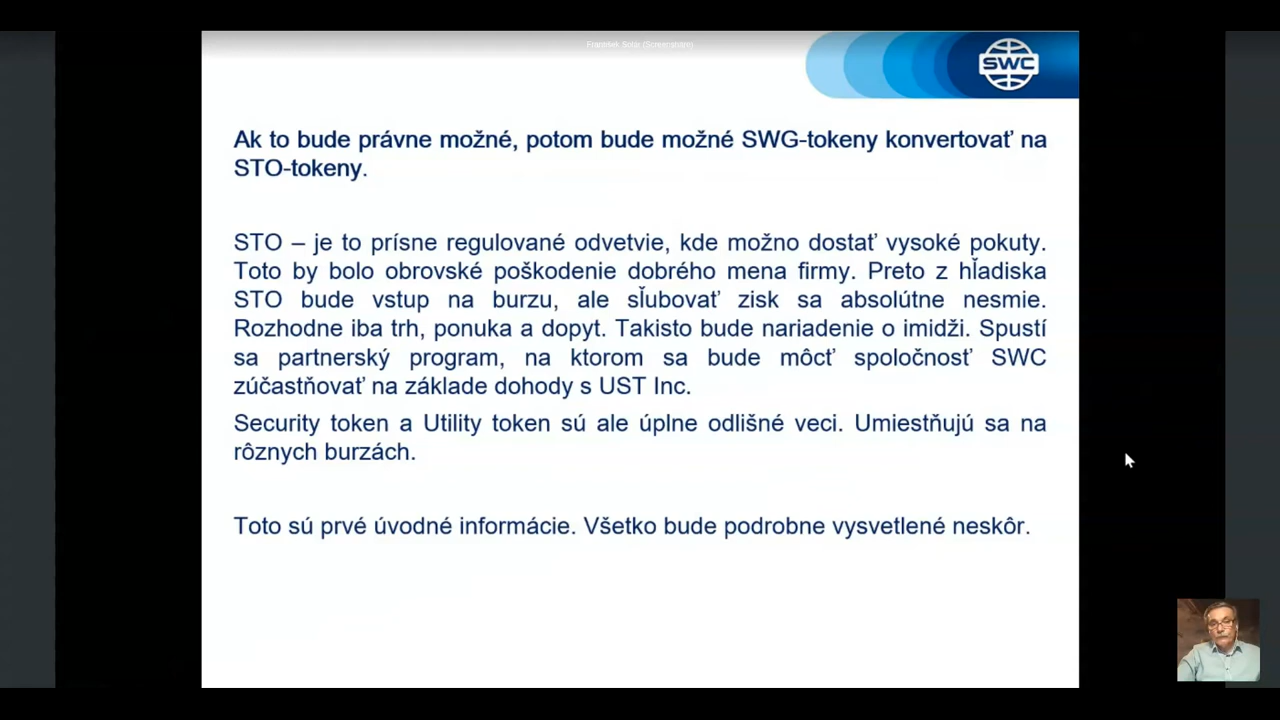 František Solár (Screenshare)
SWC
Ak to bude právne možné, potom bude možné SWG-tokeny konvertovať na
STO-tokeny.
STO – je to prísne regulované odvetvie, kde možno dostať vysoké pokuty.
Toto by bolo obrovské poškodenie dobrého mena firmy. Preto z hľadiska
STO bude vstup na burzu, ale sľubovať zisk sa absolútne nesmie.
Rozhodne iba trh, ponuka a dopyt. Takisto bude nariadenie o imidži. Spustí
sa partnerský program, na ktorom sa bude môcť spoločnosť SWC
zúčastňovať na základe dohody s UST Inc.
Security token a Utility token sú ale úplne odlišné veci. Umiestňujú sa na
rôznych burzách.
Toto sú prvé úvodné informácie. Všetko bude podrobne vysvetlené neskôr.